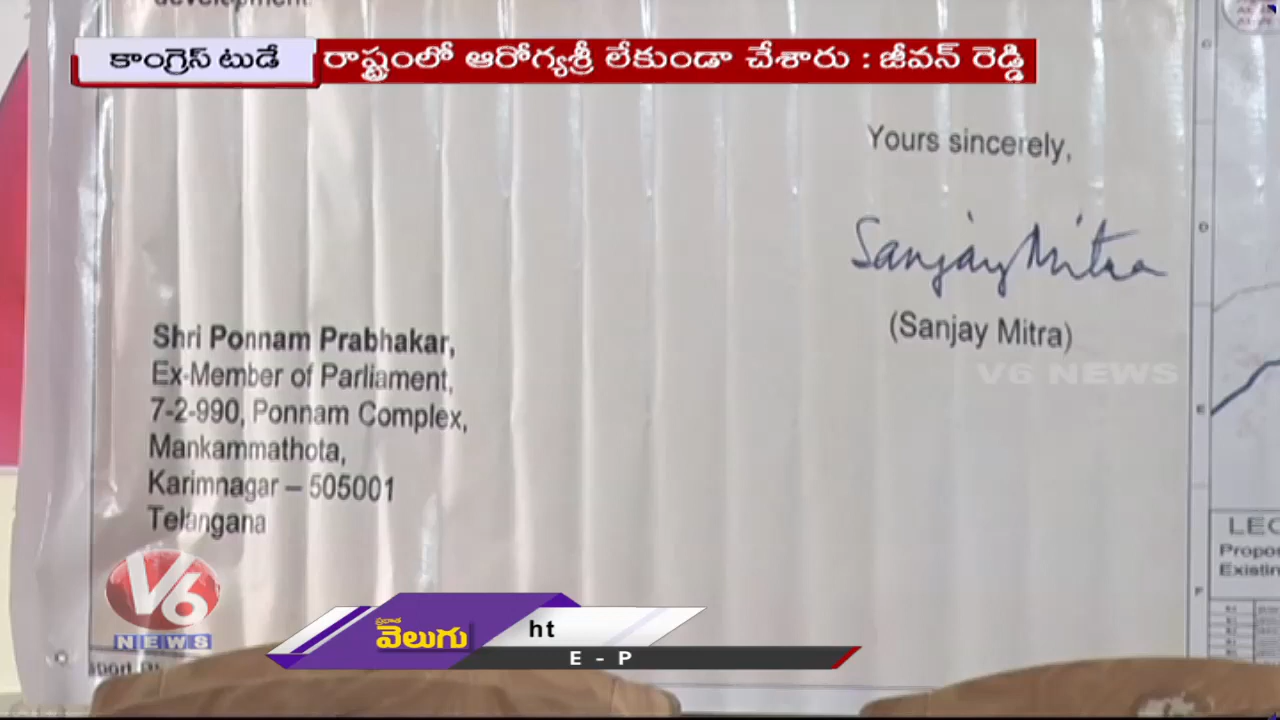 development.
కాంగ్రెస్ టుడే
రాష్ట్రంలో ఆరోగ్యశ్రీ లేకుండా చేశారు : జీవన్ రెడ్డి
Yours sincerely,
Sanjay Mitra
(Sanjay Mitra)
V6 NEWS
Shri Ponnam Prabhakar,
Ex-Member of Parliament,
7-2-990, Ponnam Complex,
Mankammathota,
Karimnagar – 505001
Telangana
D
E
F
V6
NEWS
వెలుగు
ht
E - P